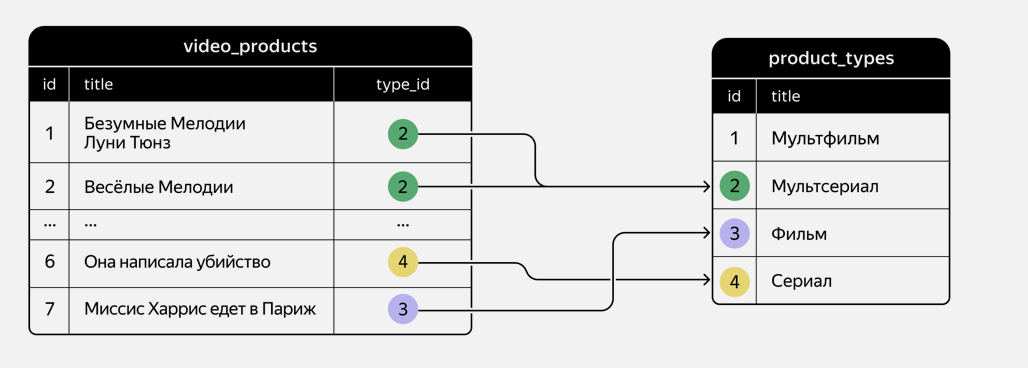 video_products
id title type_id
1 Безумные Мелодии
Луни Тюнз 2
2 Весёлые Мелодии 2
... ... ...
6 Она написала убийство 4
7 Миссис Харрис едет в Париж 3
product_types
id title
1 Мультфильм
2 Мультсериал
3 Фильм
4 Сериал